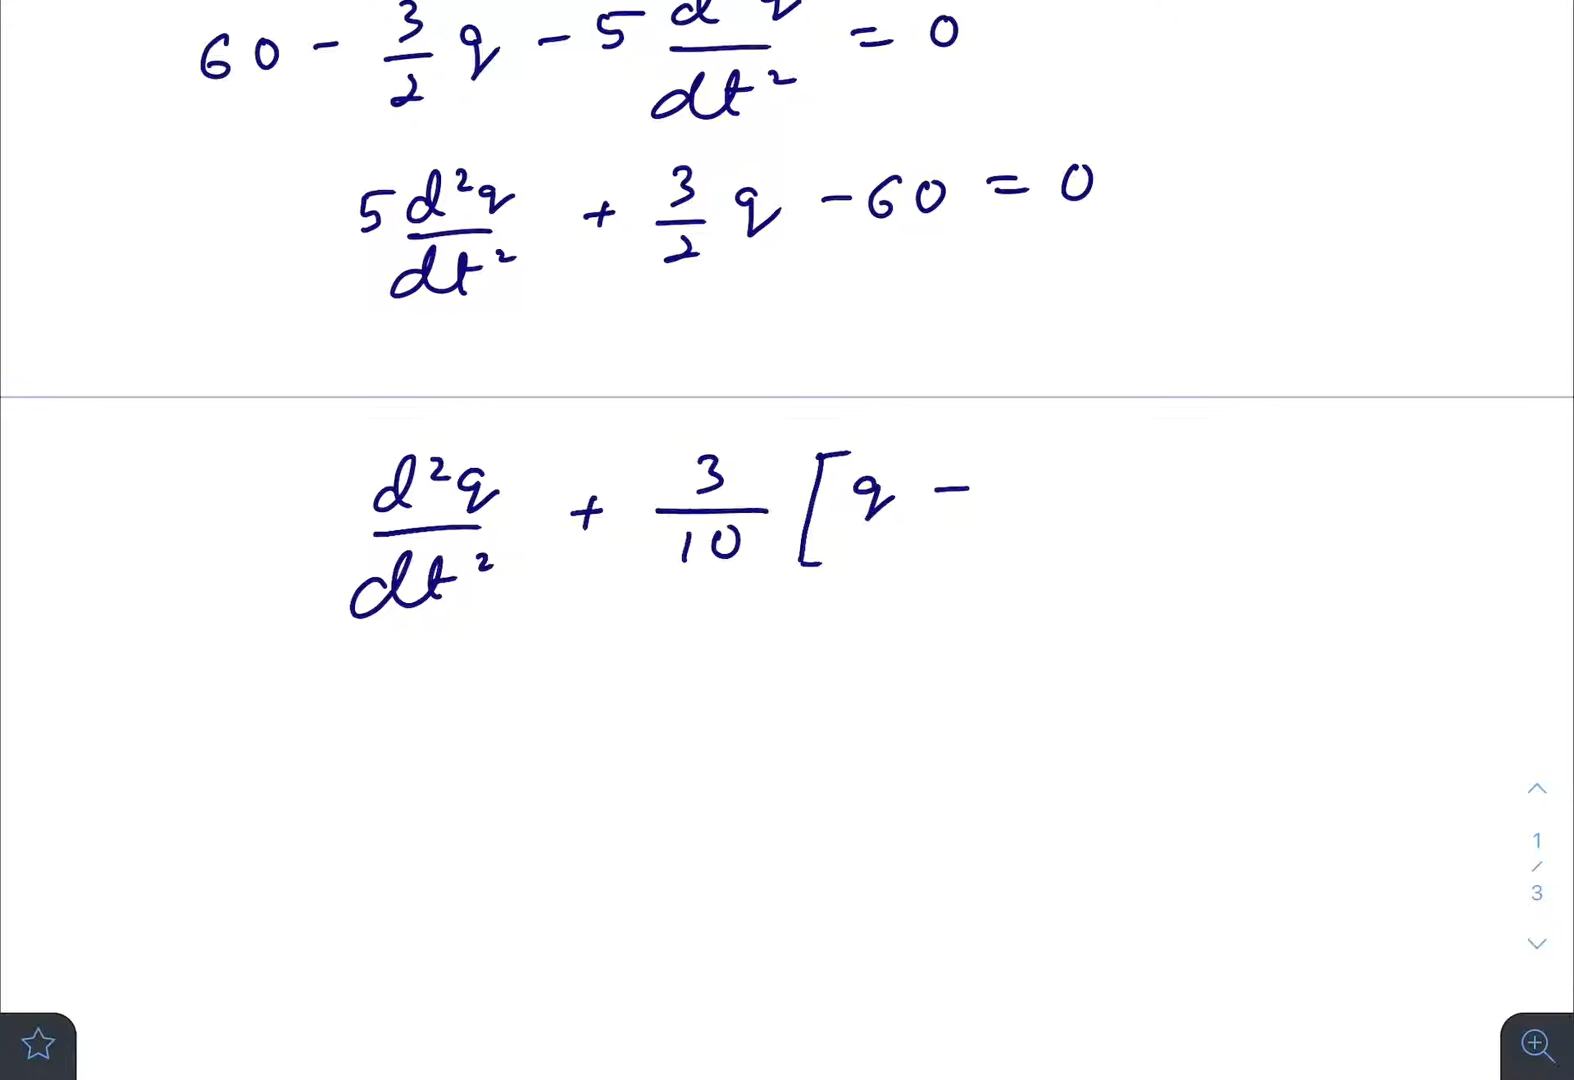 60 - 3/2 q - 5 d²q/dt² = 0
5 d²q/dt² + 3/2 q - 60 = 0
d²q/dt² + 3/10 [q -
1
/
3